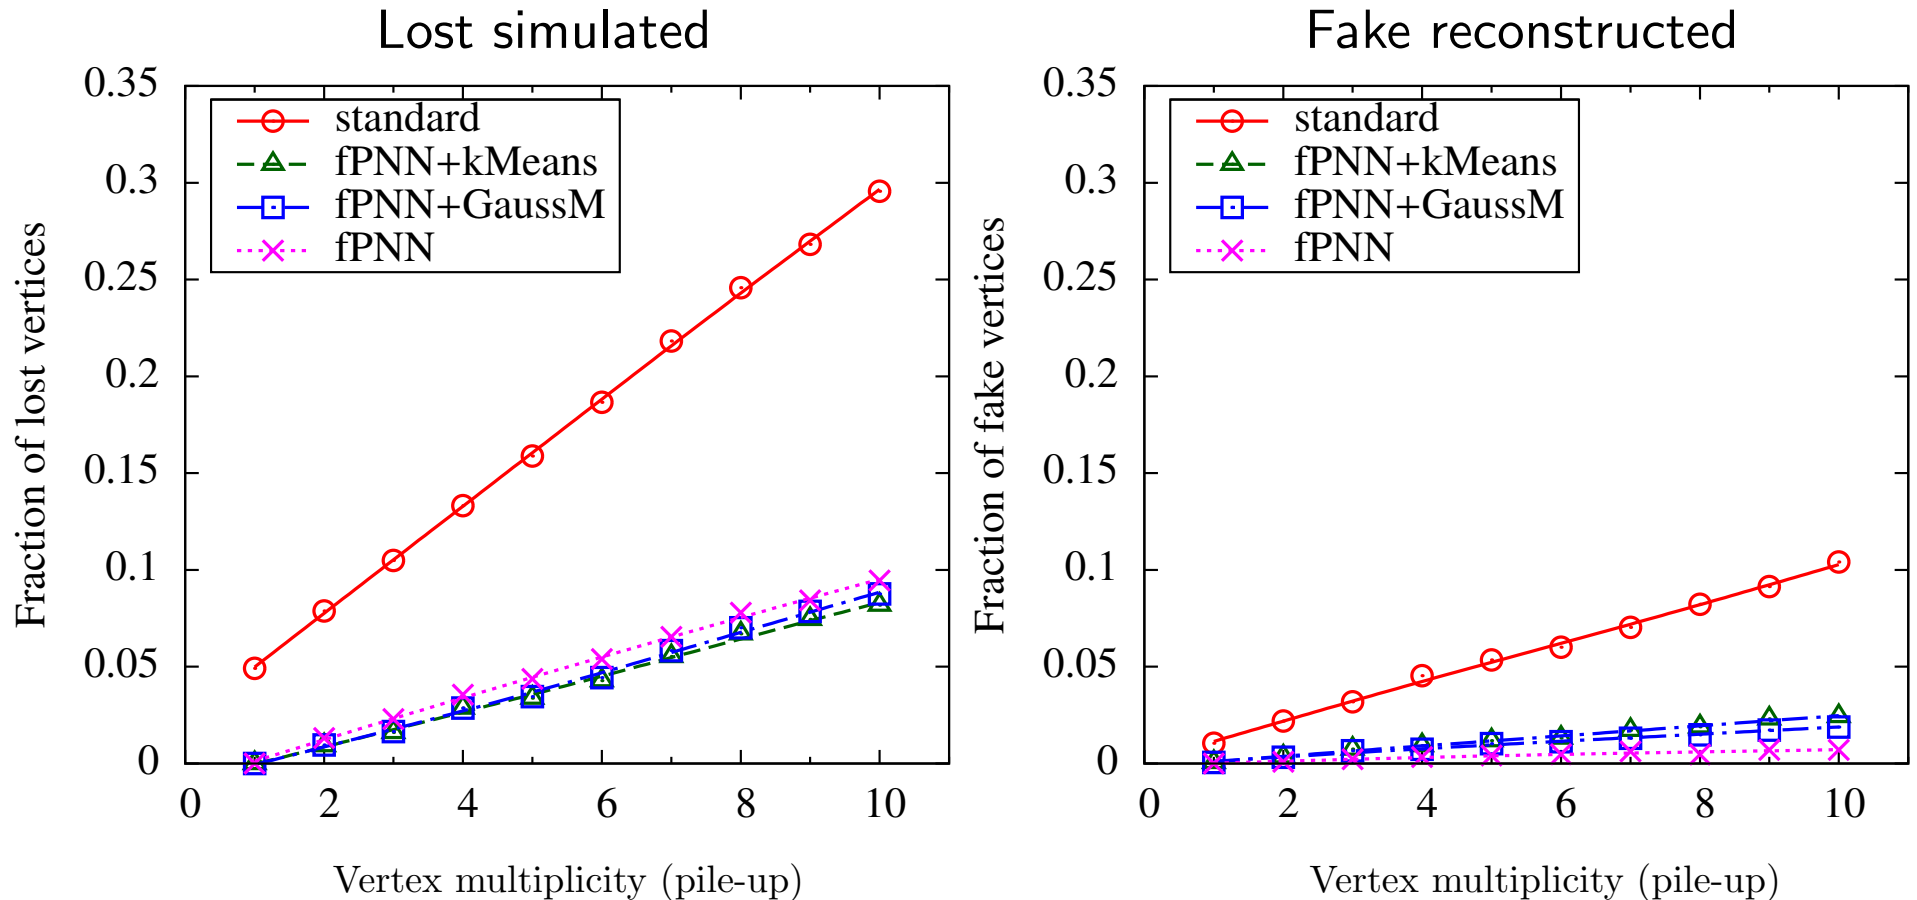 Lost simulated
Fraction of lost vertices
0.35
0.3
0.25
0.2
0.15
0.1
0.05
0
standard
fPNN+kMeans
fPNN+GaussM
fPNN
0 2 4 6 8 10
Vertex multiplicity (pile-up)
Fake reconstructed
Fraction of fake vertices
0.35
0.3
0.25
0.2
0.15
0.1
0.05
0
standard
fPNN+kMeans
fPNN+GaussM
fPNN
0 2 4 6 8 10
Vertex multiplicity (pile-up)